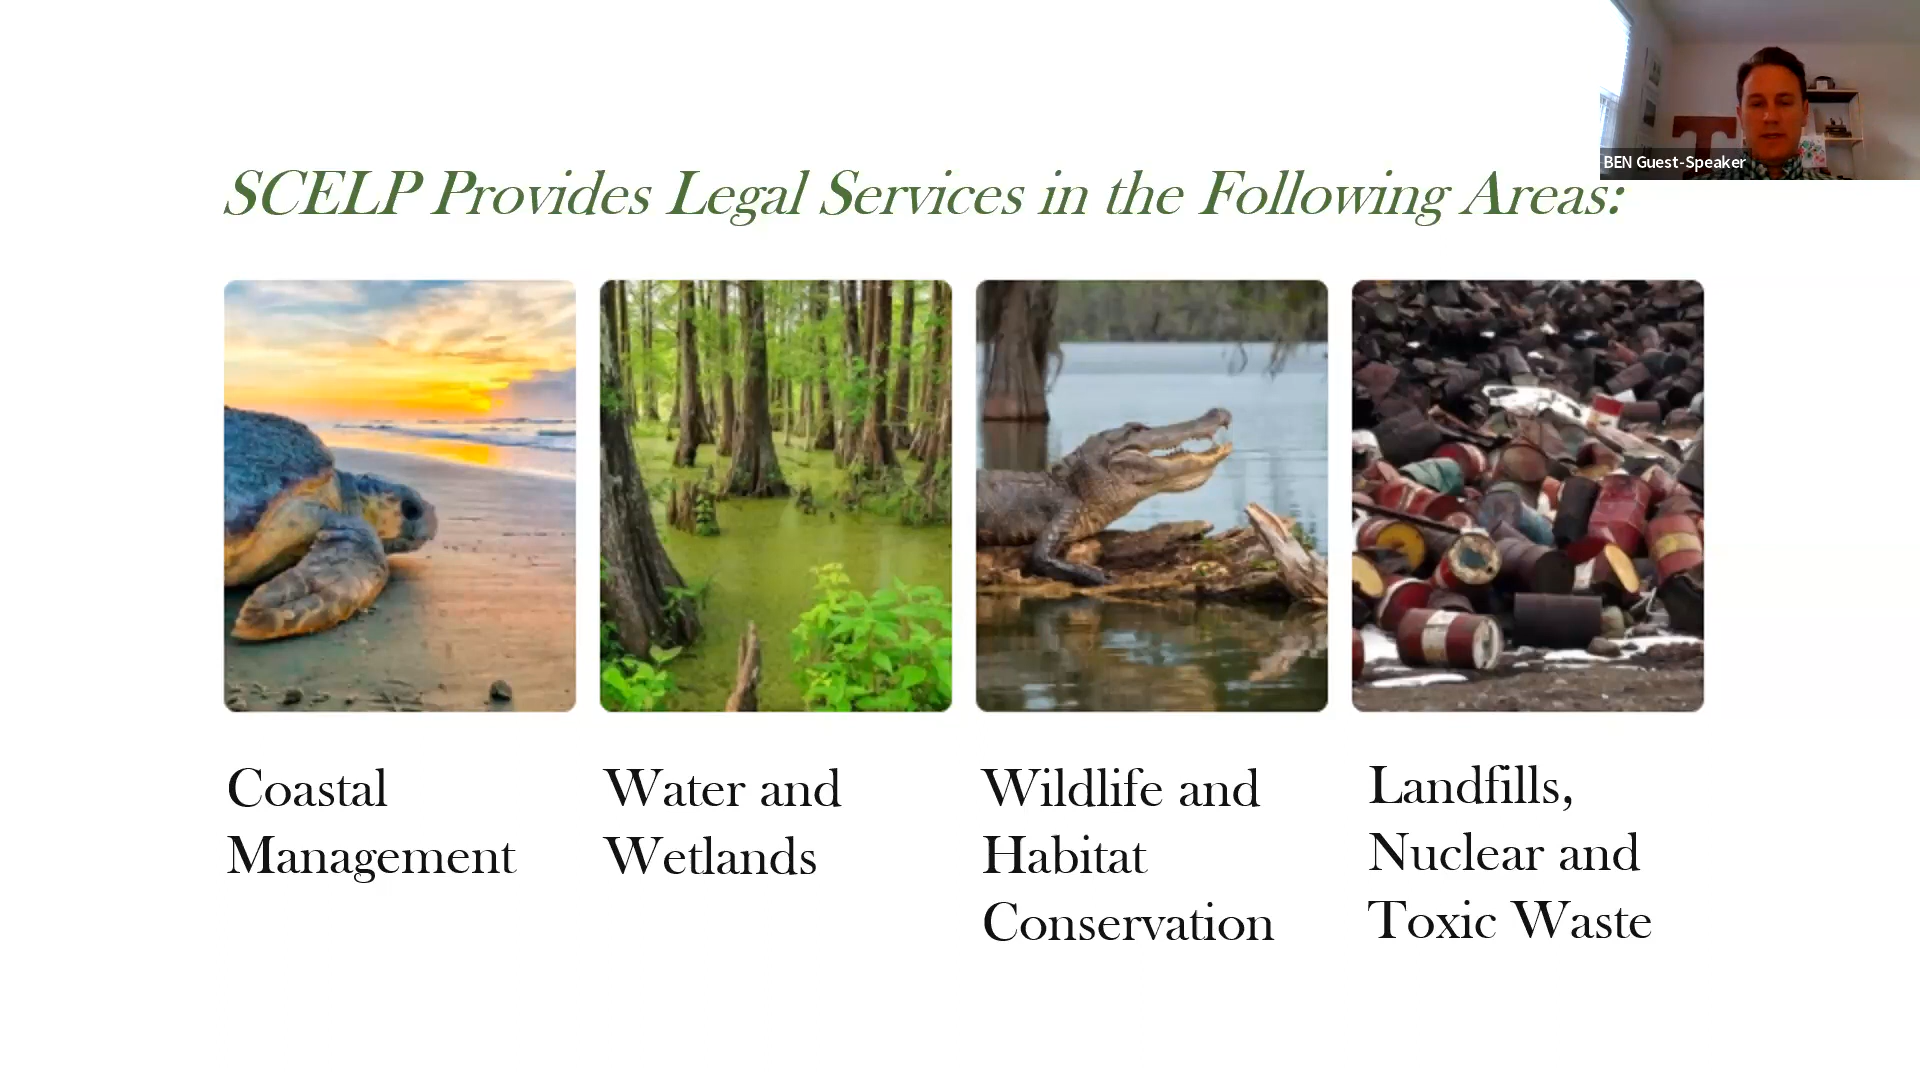 BEN Guest-Speaker
SCELP Provides Legal Services in the Following Areas:
Coastal
Management
Water and
Wetlands
Wildlife and
Habitat
Conservation
Landfills,
Nuclear and
Toxic Waste